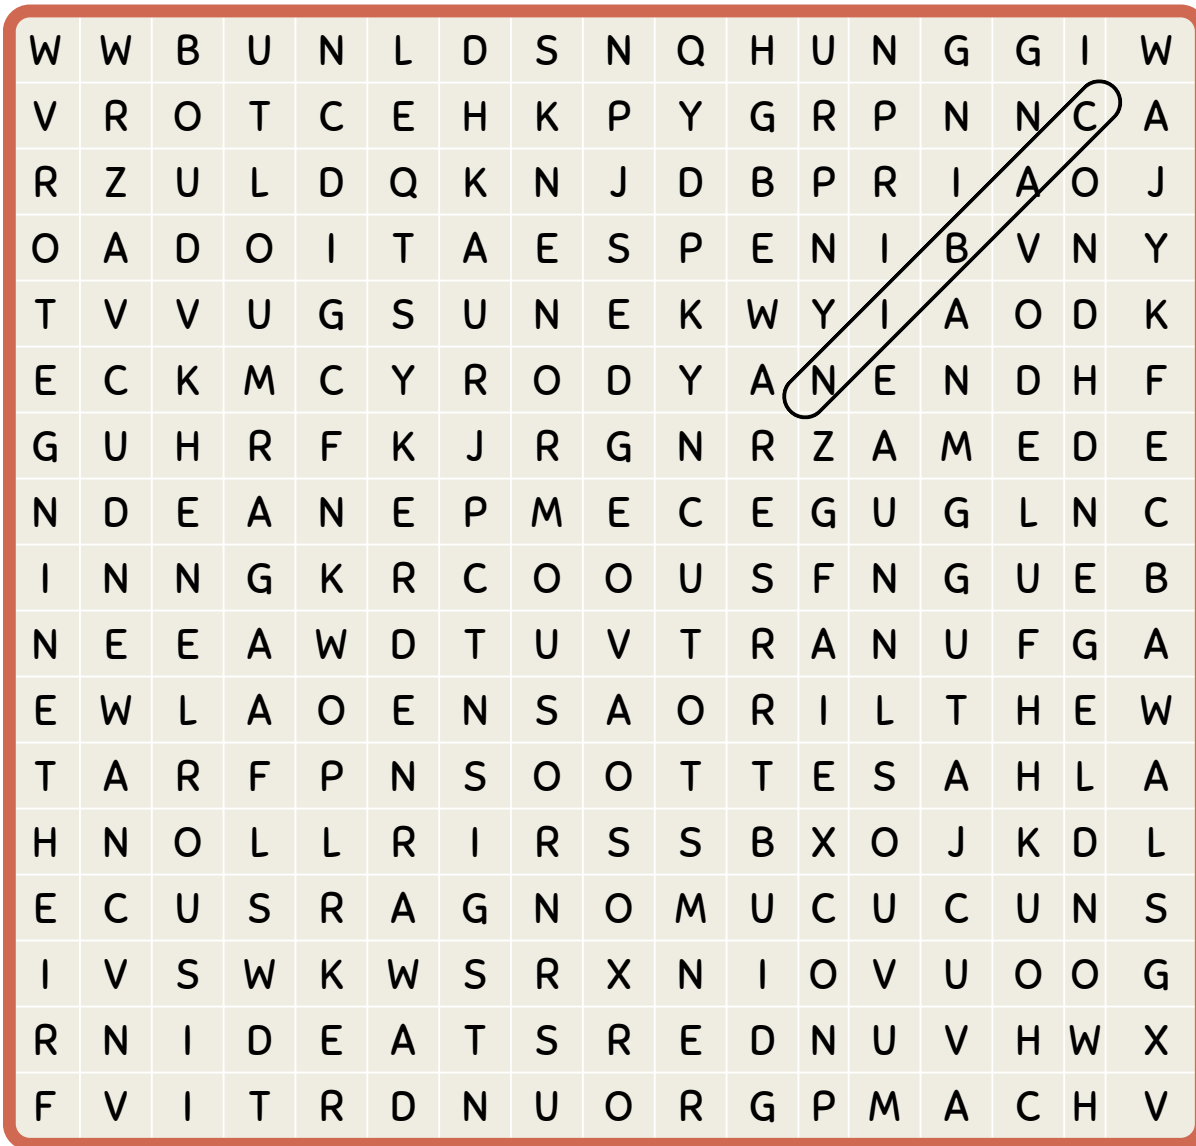 W W B U N L D S N Q H U N G G I W
V R O T C E H K P Y G R P N N C A
R Z U L D Q K N J D B P R I A O J
O A D O I T A E S P E N I B V N Y
T V V U G S U N E K W Y I A O D K
E C K M C Y R O D Y A N E N D H F
G U H R F K J R G N R Z A M E D E
N D E A N E P M E C E G U G L N C
I N N G K R C O O U S F N G U E B
N E E A W D T U V T R A N U F G A
E W L A O E N S A O R I L T H E W
T A R F P N S O O T T E S A H L A
H N O L L R I R S S B X O J K D L
E C U S R A G N O M U C U C U N S
I V S W K W S R X N I O V U O O G
R N I D E A T S R E D N U V H W X
F V I T R D N U O R G P M A C H V